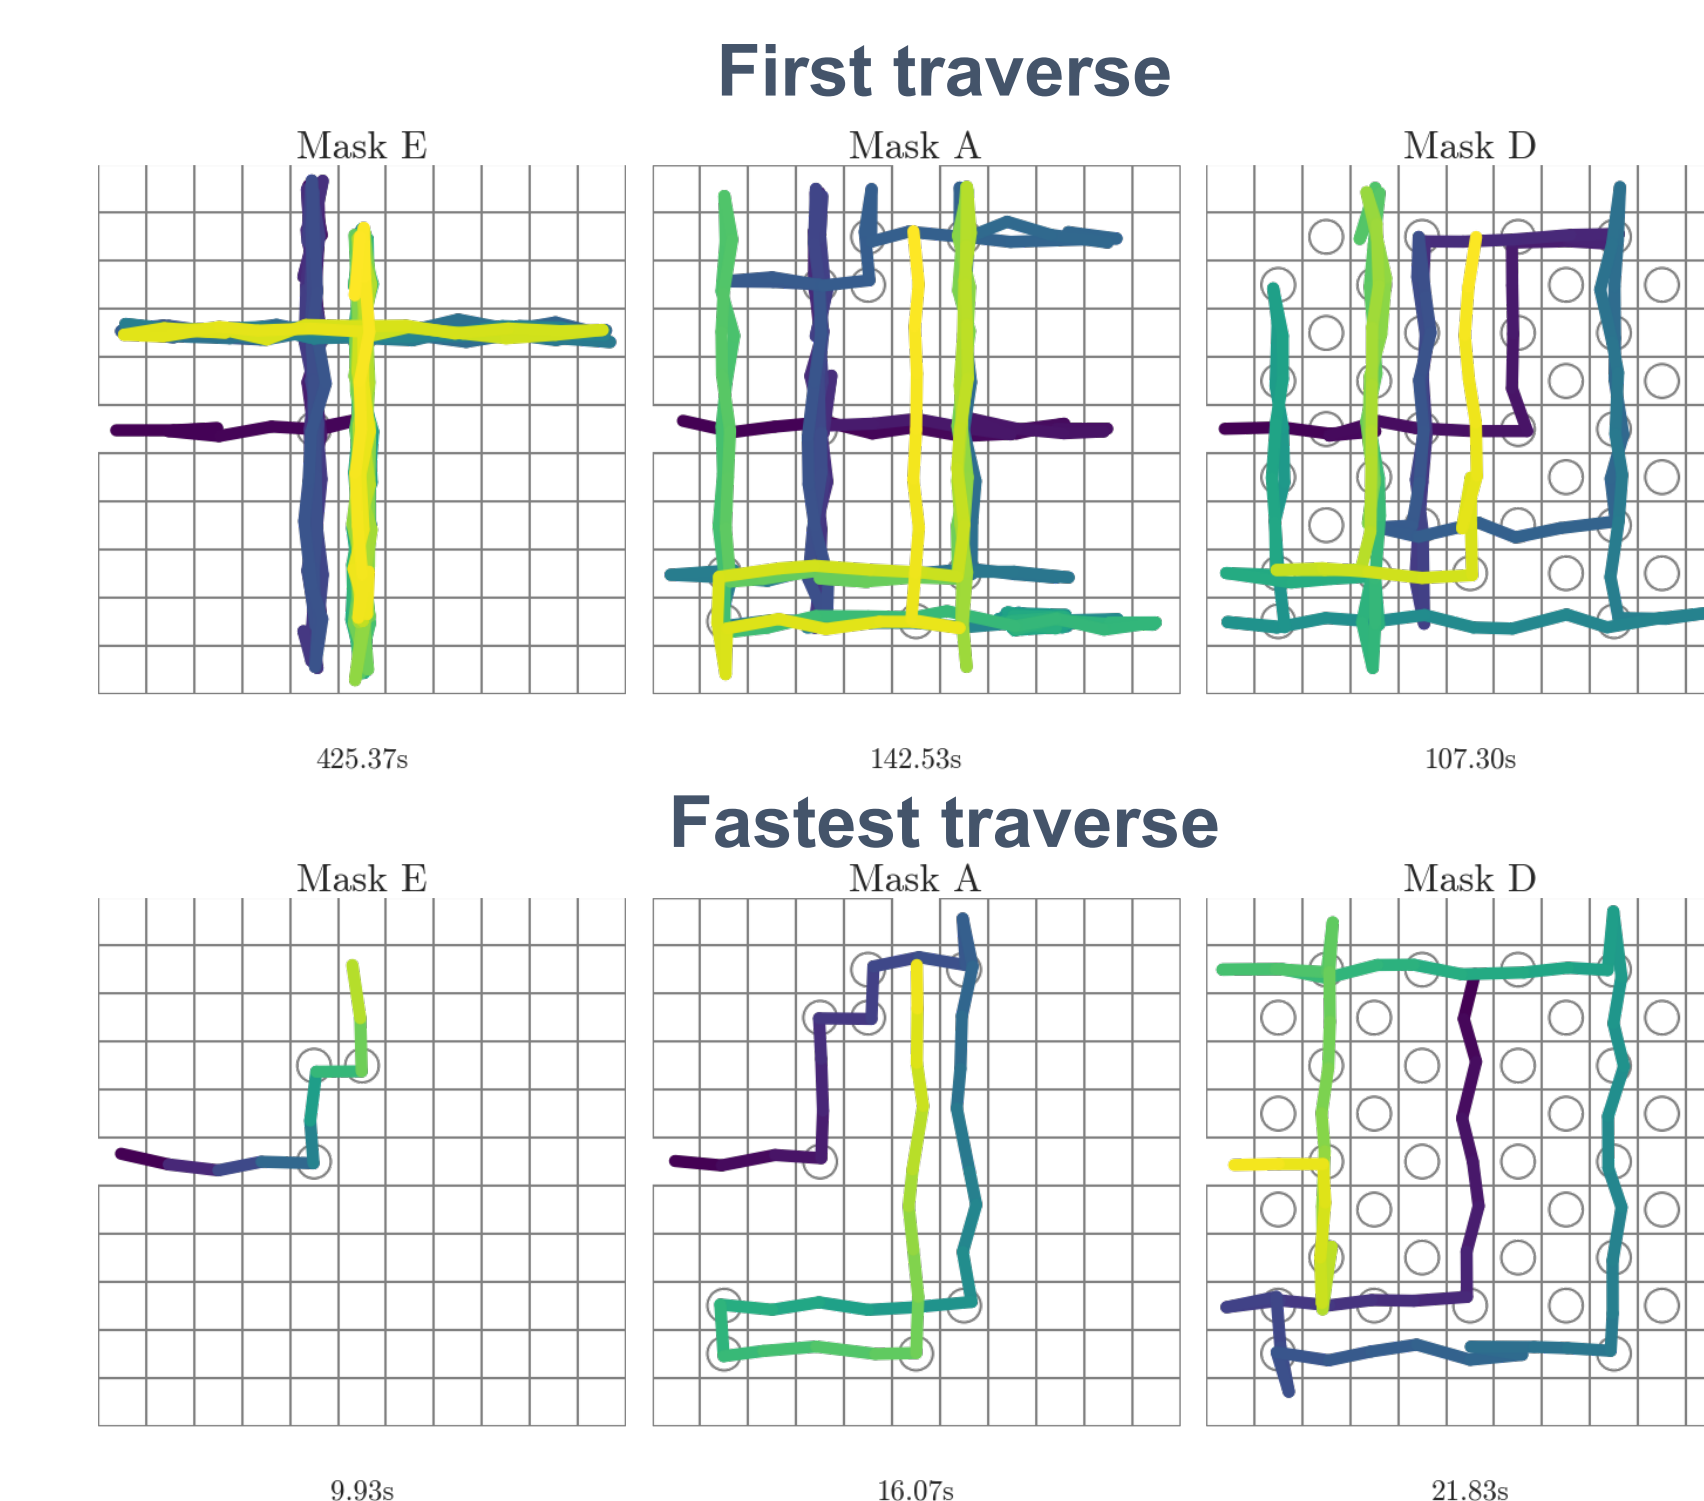 First traverse
Mask E Mask A Mask D
425.37s 142.53s 107.30s
Fastest traverse
Mask E Mask A Mask D
9.93s 16.07s 21.83s